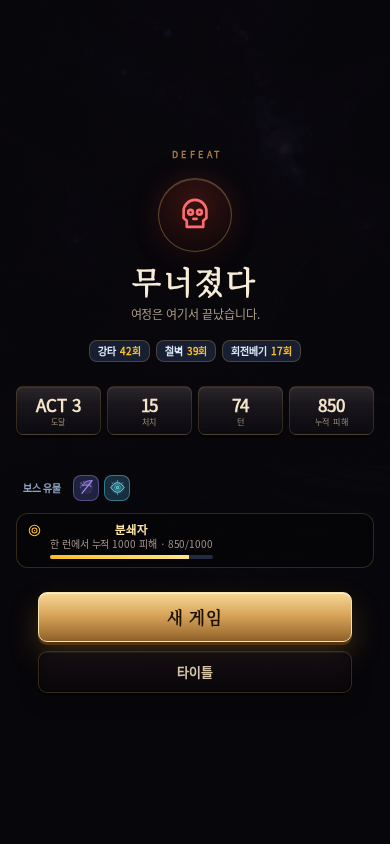 DEFEAT
무너졌다
여정은 여기서 끝났습니다.
강타 42회 철벽 39회 회전베기 17회
ACT 3 15 74 850
도달 처치 턴 누적 피해
보스 유물
분쇄자
한 런에서 누적 1000 피해 · 850/1000
새 게임
타이틀